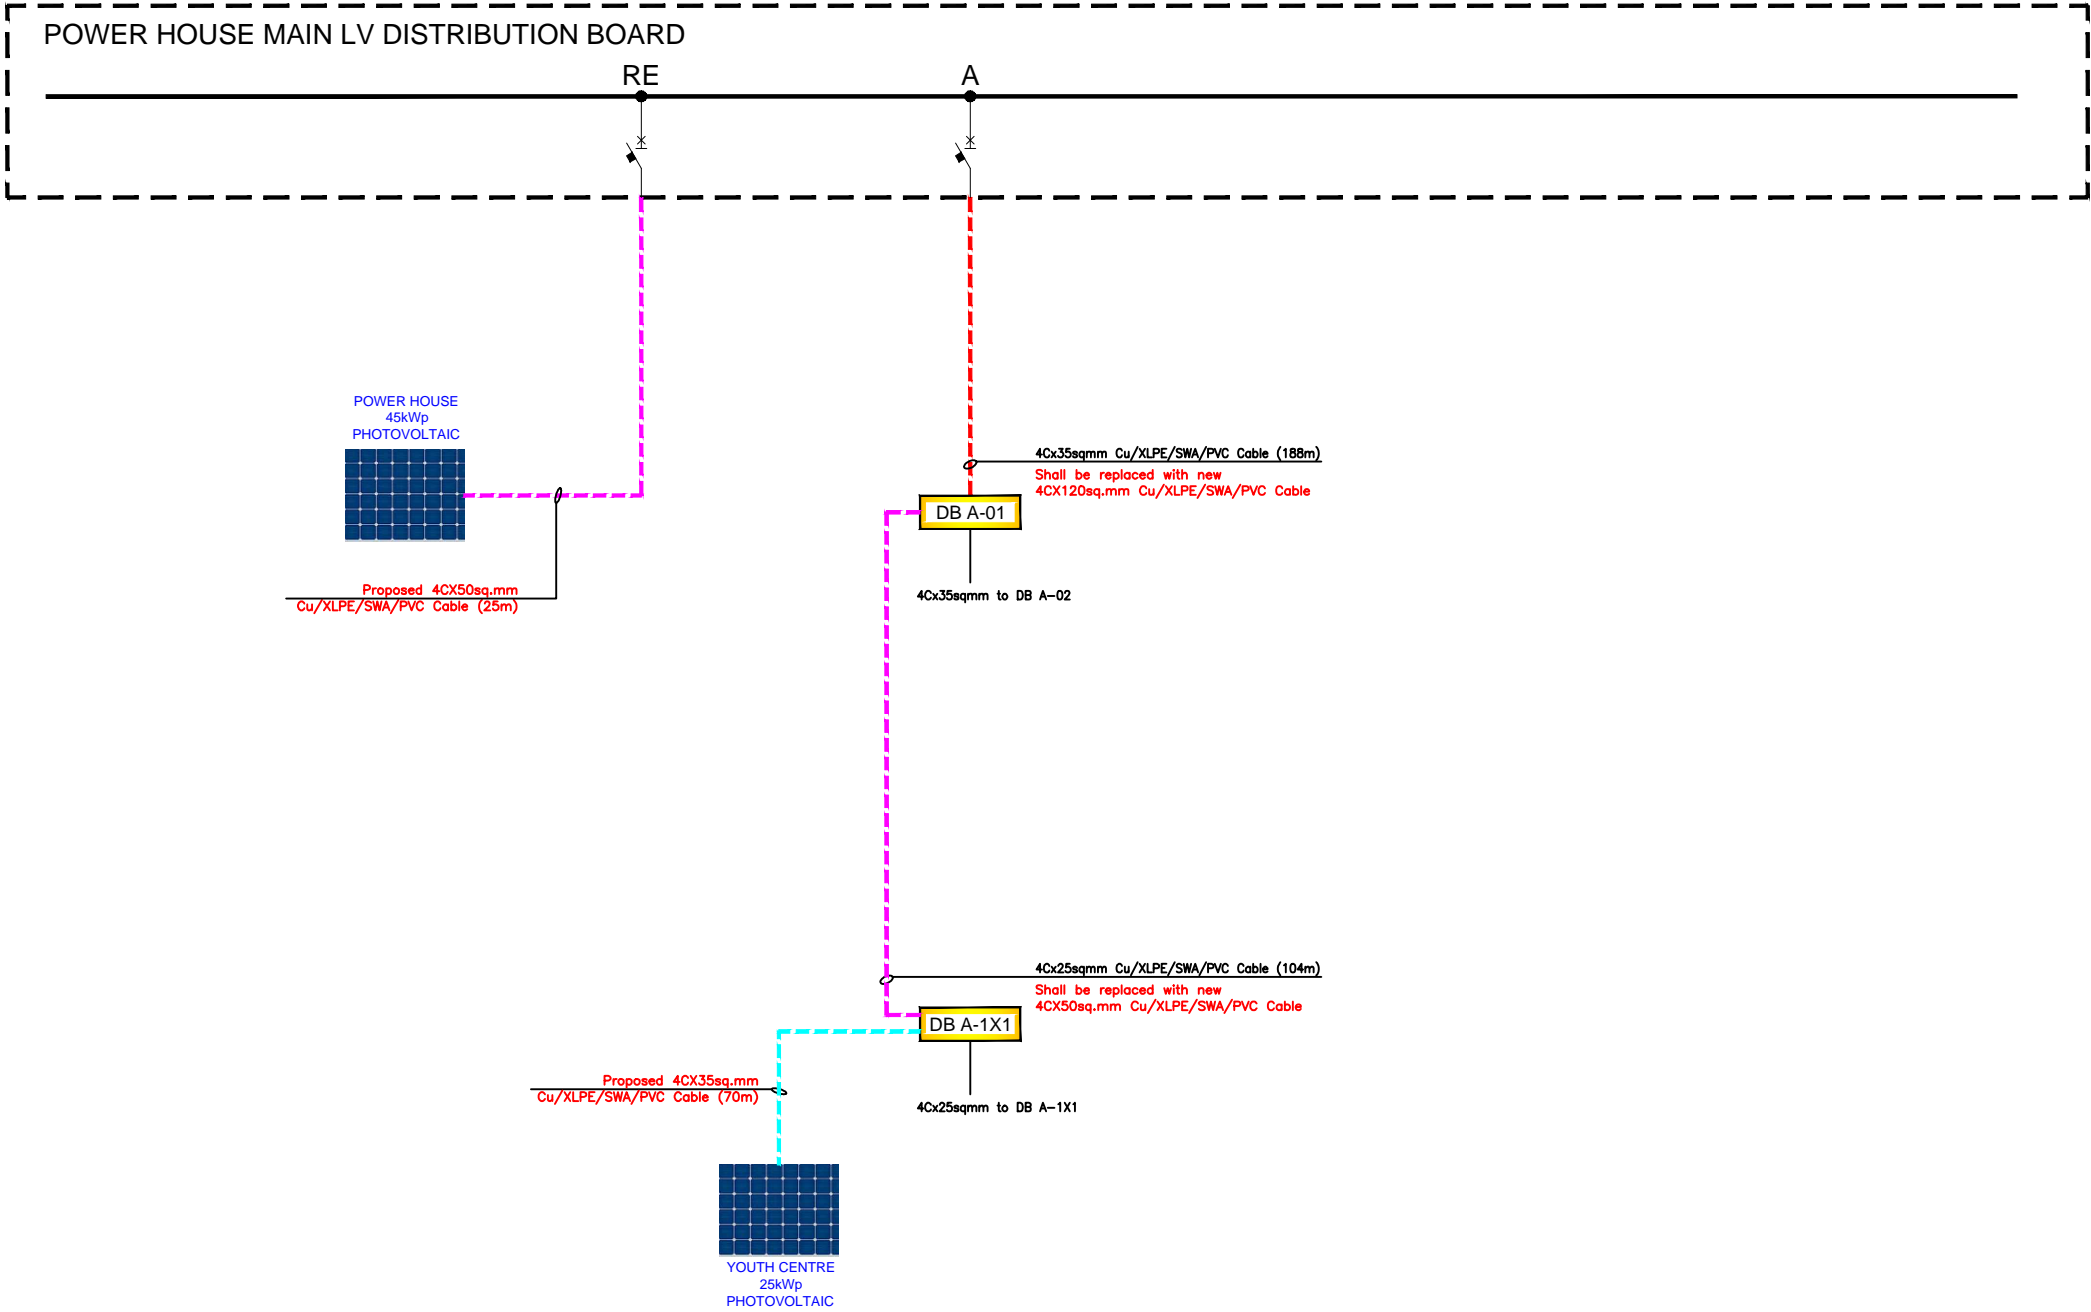 POWER HOUSE MAIN LV DISTRIBUTION BOARD
RE
A
POWER HOUSE
45kWp
PHOTOVOLTAIC
4Cx35sqmm Cu/XLPE/SWA/PVC Cable (188m)
Shall be replaced with new
4CX120sq.mm Cu/XLPE/SWA/PVC Cable
DB A-01
Proposed 4CX50sq.mm
Cu/XLPE/SWA/PVC Cable (25m)
4Cx35sqmm to DB A-02
4Cx25sqmm Cu/XLPE/SWA/PVC Cable (104m)
Shall be replaced with new
4CX50sq.mm Cu/XLPE/SWA/PVC Cable
DB A-1X1
Proposed 4CX35sq.mm
Cu/XLPE/SWA/PVC Cable (70m)
4Cx25sqmm to DB A-1X1
YOUTH CENTRE
25kWp
PHOTOVOLTAIC